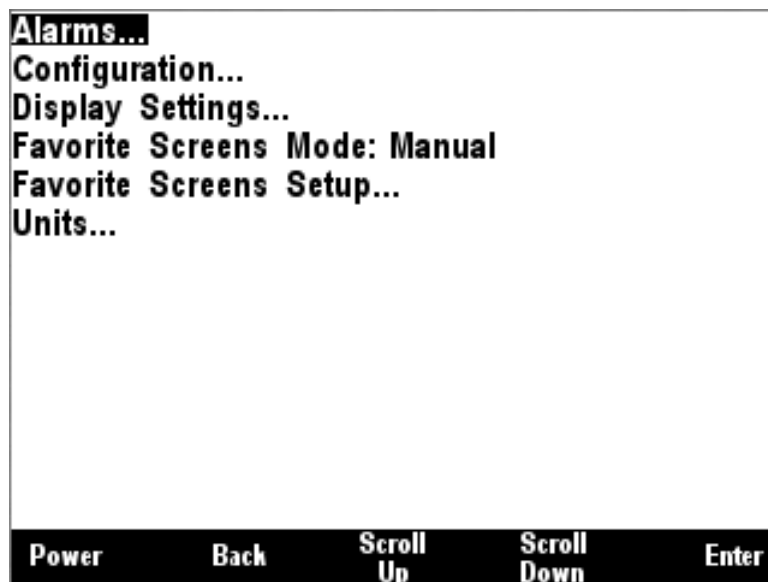 Alarms...
Configuration...
Display Settings...
Favorite Screens Mode: Manual
Favorite Screens Setup...
Units...
Power Back Scroll Up Scroll Down Enter